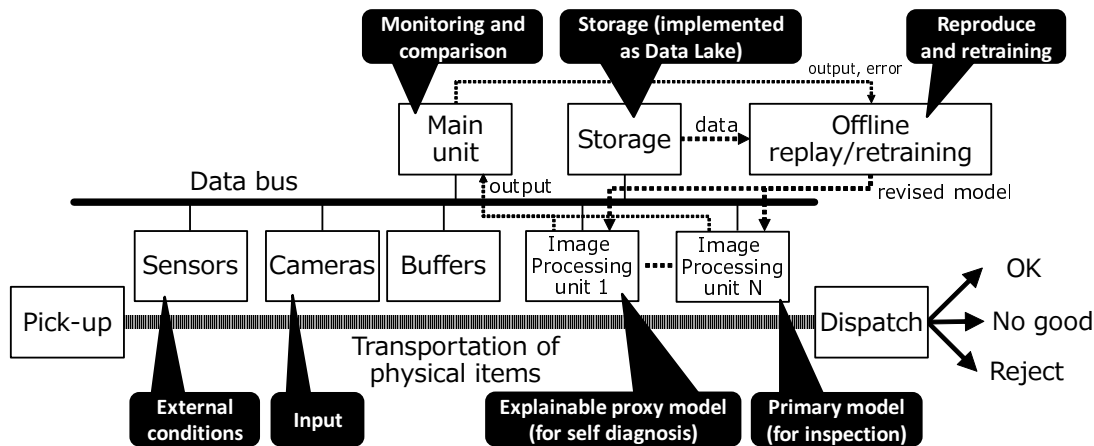 Monitoring and
comparison
Storage (implemented
as Data Lake)
Reproduce
and retraining
output, error
Main
unit
Storage
data
Offline
replay/retraining
Data bus
output
revised model
Sensors
Cameras
Buffers
Image
Processing
unit 1
Image
Processing
unit N
Pick-up
Dispatch
OK
No good
Reject
Transportation of
physical items
External
conditions
Input
Explainable proxy model
(for self diagnosis)
Primary model
(for inspection)